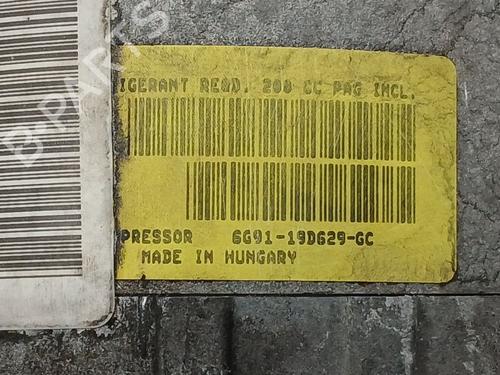 IGERANT REQD. 200 CC PAG INCL.
PRESSOR 6G91-19D629-GC
MADE IN HUNGARY
B-PARTS